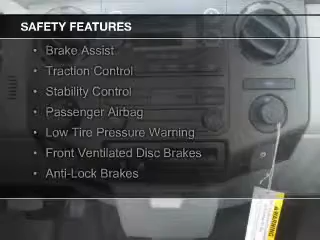 SAFETY FEATURES
• Brake Assist
• Traction Control
• Stability Control
• Passenger Airbag
• Low Tire Pressure Warning
• Front Ventilated Disc Brakes
• Anti-Lock Brakes
WARNING